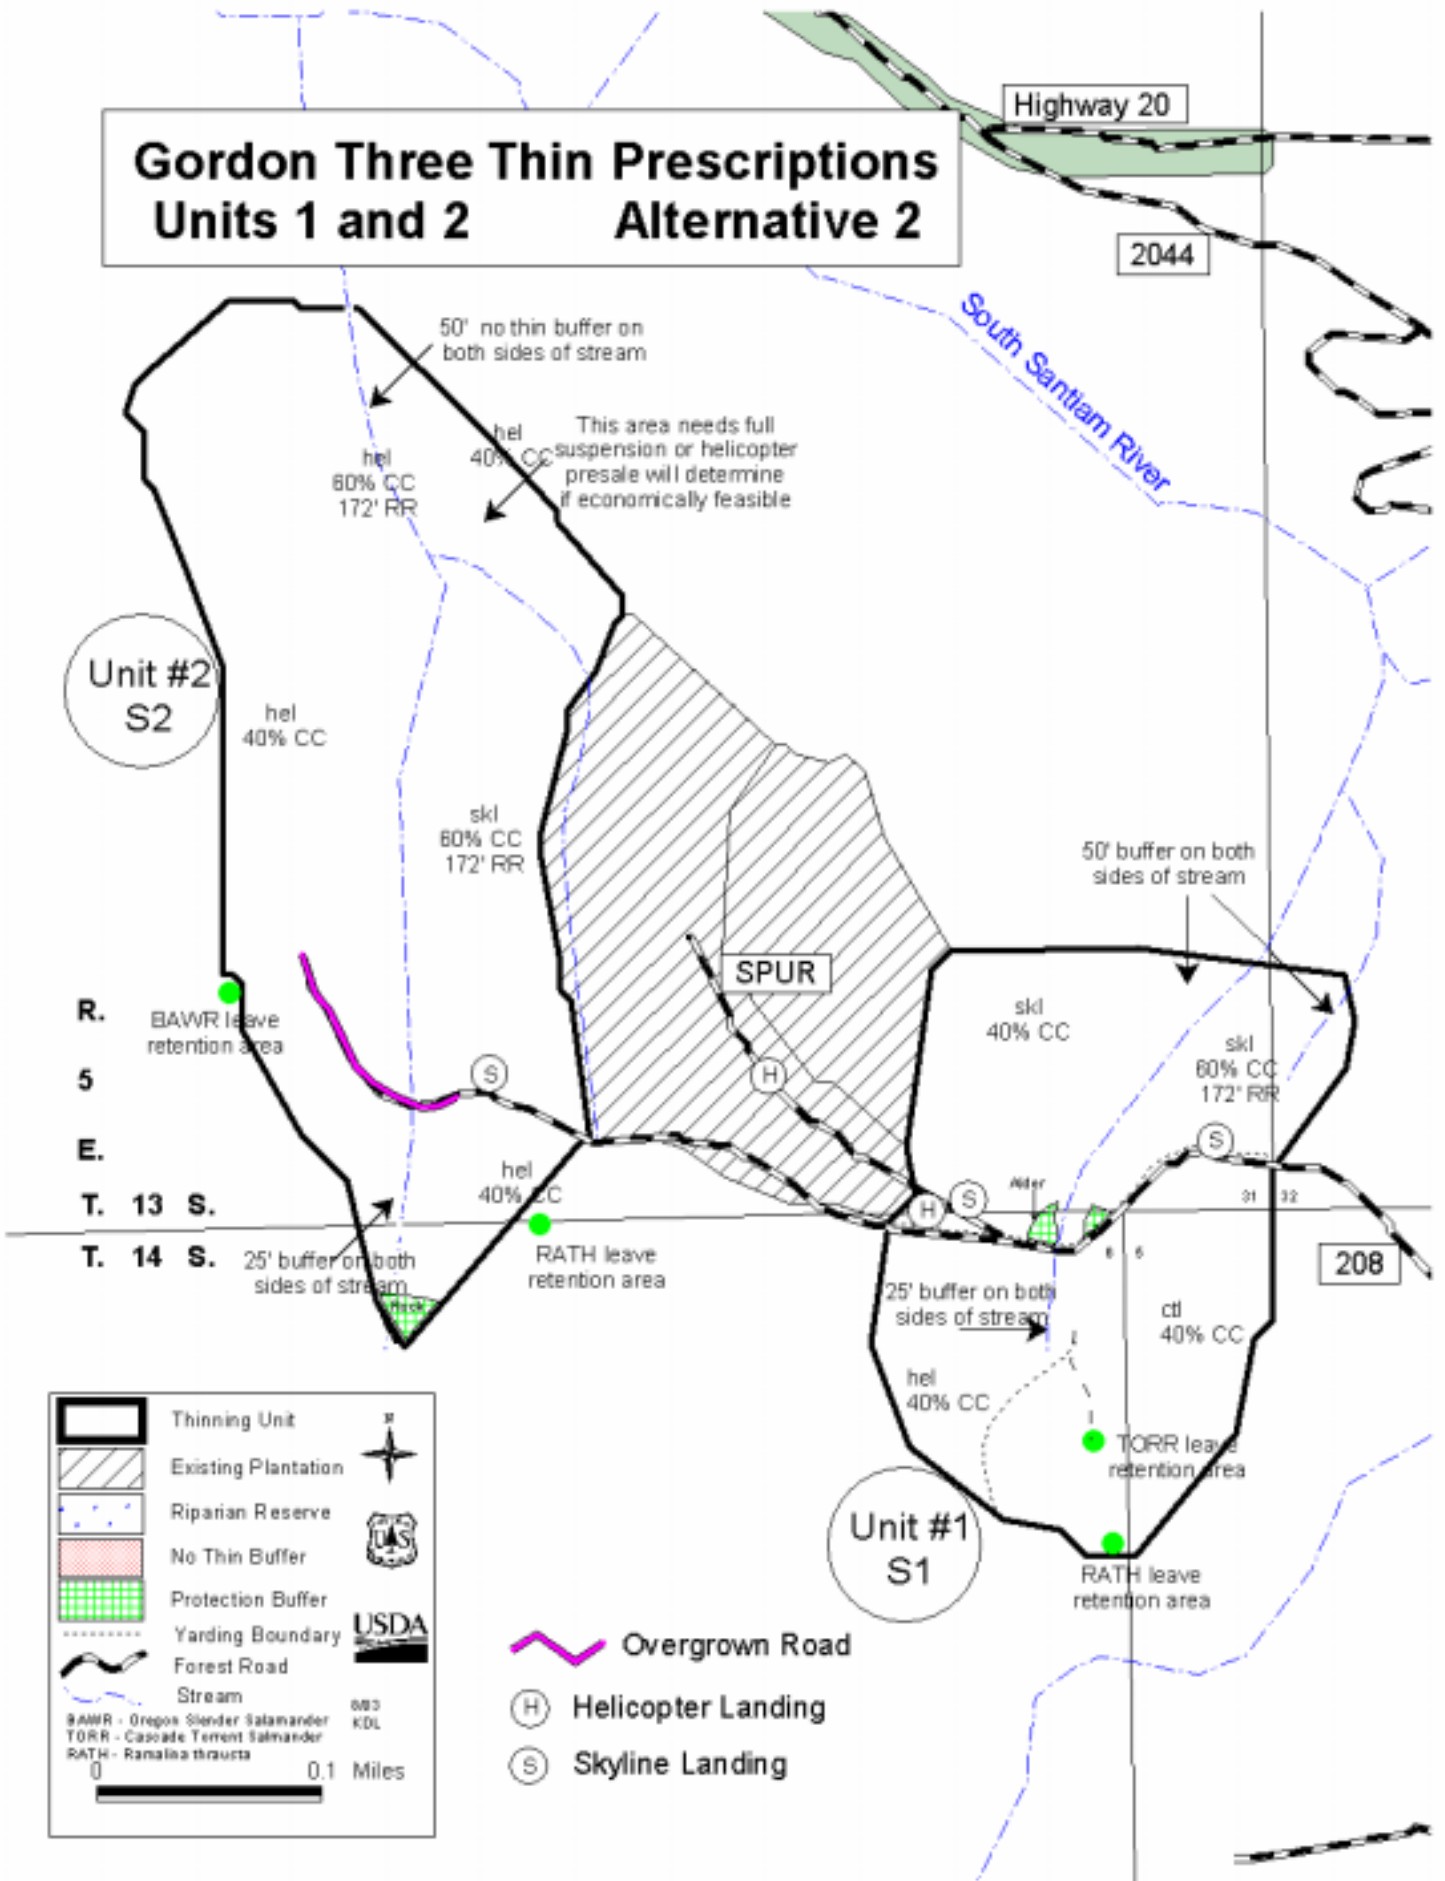 Highway 20
Gordon Three Thin Prescriptions
Units 1 and 2 Alternative 2
2044
South Santiam River
50' no thin buffer on
both sides of stream
hel
40% CC
This area needs full
suspension or helicopter
presale will determine
if economically feasible
hel
60% CC
172' RR
Unit #2
S2
hel
40% CC
skl
60% CC
172' RR
50' buffer on both
sides of stream
SPUR
skl
40% CC
R.
BAWR leave
retention area
skl
60% CC
172' RR
5
S
H
E.
S
hel
40% CC
T. 13 S.
H
S
Alder
31 32
T. 14 S.
25' buffer on both
sides of stream
RATH leave
retention area
6 5
208
Rock
25' buffer on both
sides of stream
ctl
40% CC
hel
40% CC
TORR leave
retention area
Unit #1
S1
RATH leave
retention area
Thinning Unit
N
Existing Plantation
Riparian Reserve
US
No Thin Buffer
Protection Buffer
Yarding Boundary
USDA
Forest Road
Stream
BAWR - Oregon Slender Salamander
TORR - Cascade Torrent Salmander
RATH - Ramalina thrausta
8/03
KDL
0 0.1 Miles
Overgrown Road
H Helicopter Landing
S Skyline Landing